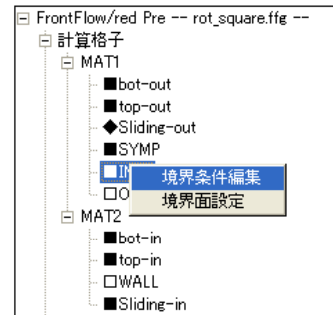 FrontFlow/red Pre -- rot_square.ffg --
計算格子
MAT1
■bot-out
■top-out
◆Sliding-out
■SYMP
境界条件編集
境界面設定
MAT2
■bot-in
■top-in
□WALL
■Sliding-in